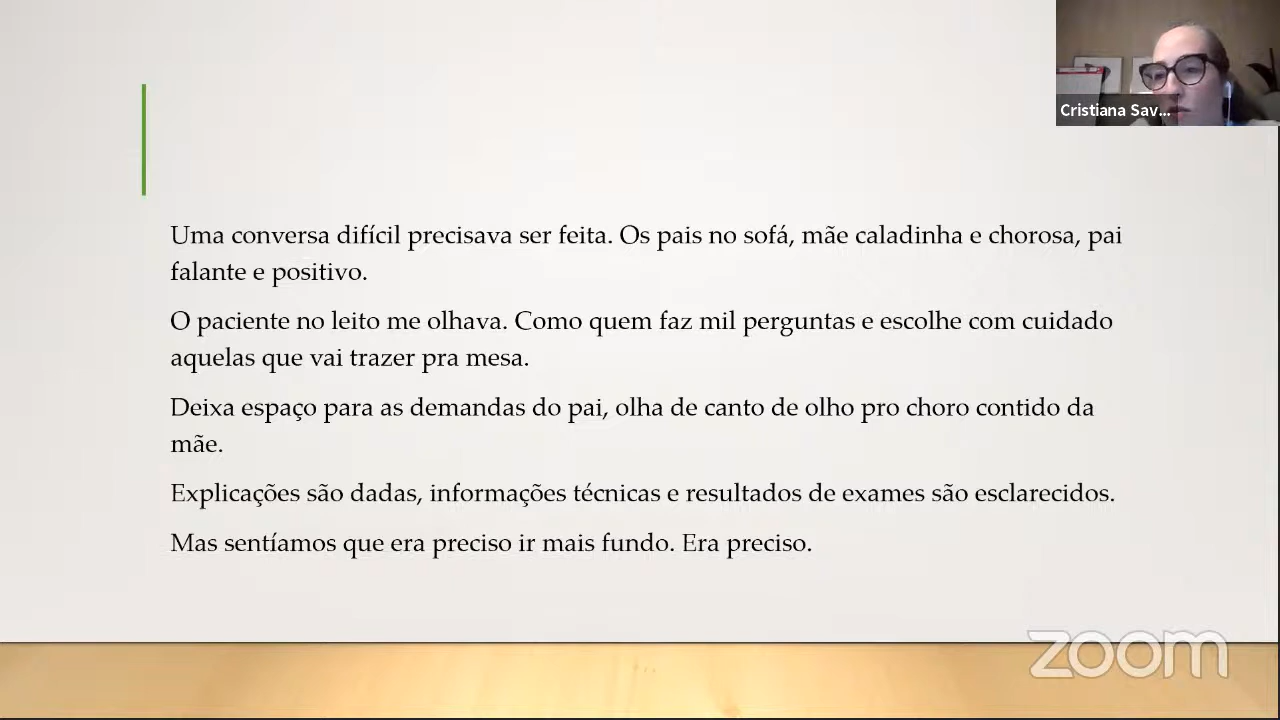 Cristiana Sav...
Uma conversa difícil precisava ser feita. Os pais no sofá, mãe caladinha e chorosa, pai
falante e positivo.
O paciente no leito me olhava. Como quem faz mil perguntas e escolhe com cuidado
aquelas que vai trazer pra mesa.
Deixa espaço para as demandas do pai, olha de canto de olho pro choro contido da
mãe.
Explicações são dadas, informações técnicas e resultados de exames são esclarecidos.
Mas sentíamos que era preciso ir mais fundo. Era preciso.
zoom